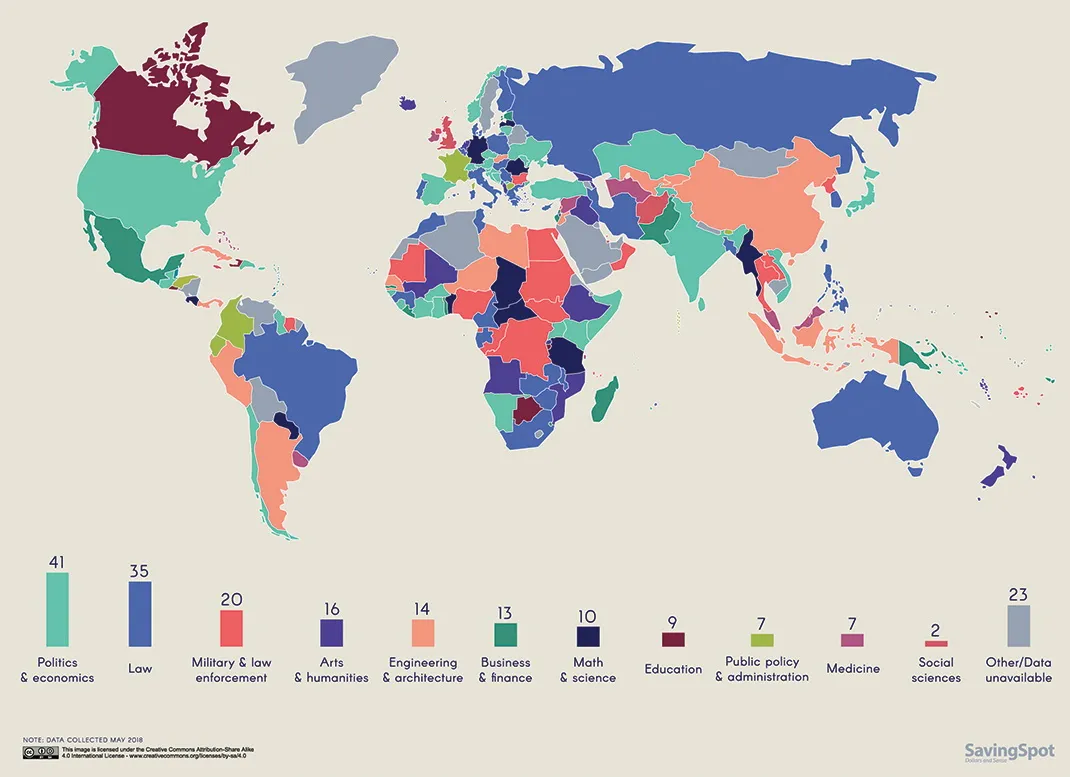 41
35
20
16
14
13
10
9
7
7
2
23
Politics
& economics
Law
Military & law
enforcement
Arts
& humanities
Engineering
& architecture
Business
& finance
Math
& science
Education
Public policy
& administration
Medicine
Social
sciences
Other/Data
unavailable
NOTE: DATA COLLECTED MAY 2018
This image is licensed under the Creative Commons Attribution-Share Alike
4.0 International License - www.creativecommons.org/licenses/by-sa/4.0
SavingSpot
Dollars and Sense